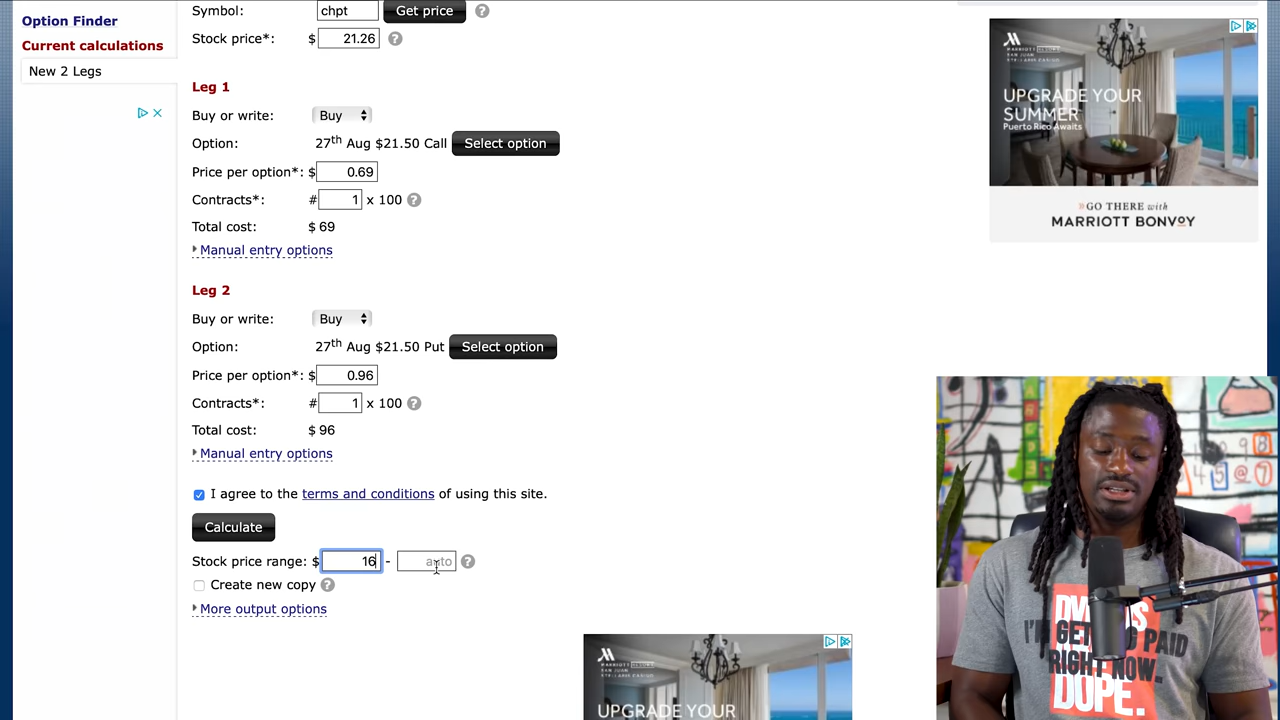 Option Finder
Current calculations
New 2 Legs
Symbol: chpt Get price ?
Stock price*: $ 21.26 ?
Leg 1
Buy or write: Buy
Option: 27th Aug $21.50 Call Select option
Price per option*: $ 0.69
Contracts*: # 1 x 100 ?
Total cost: $ 69
Manual entry options
Leg 2
Buy or write: Buy
Option: 27th Aug $21.50 Put Select option
Price per option*: $ 0.96
Contracts*: # 1 x 100 ?
Total cost: $ 96
Manual entry options
I agree to the terms and conditions of using this site.
Calculate
Stock price range: $ 16 - auto ?
Create new copy ?
More output options
UPGRADE YOUR
SUMMER
Puerto Rico Awaits
»GO THERE with
MARRIOTT BONVOY
UPGRADE YOUR
I'M GETTING PAID
RIGHT NOW.
DOPE.